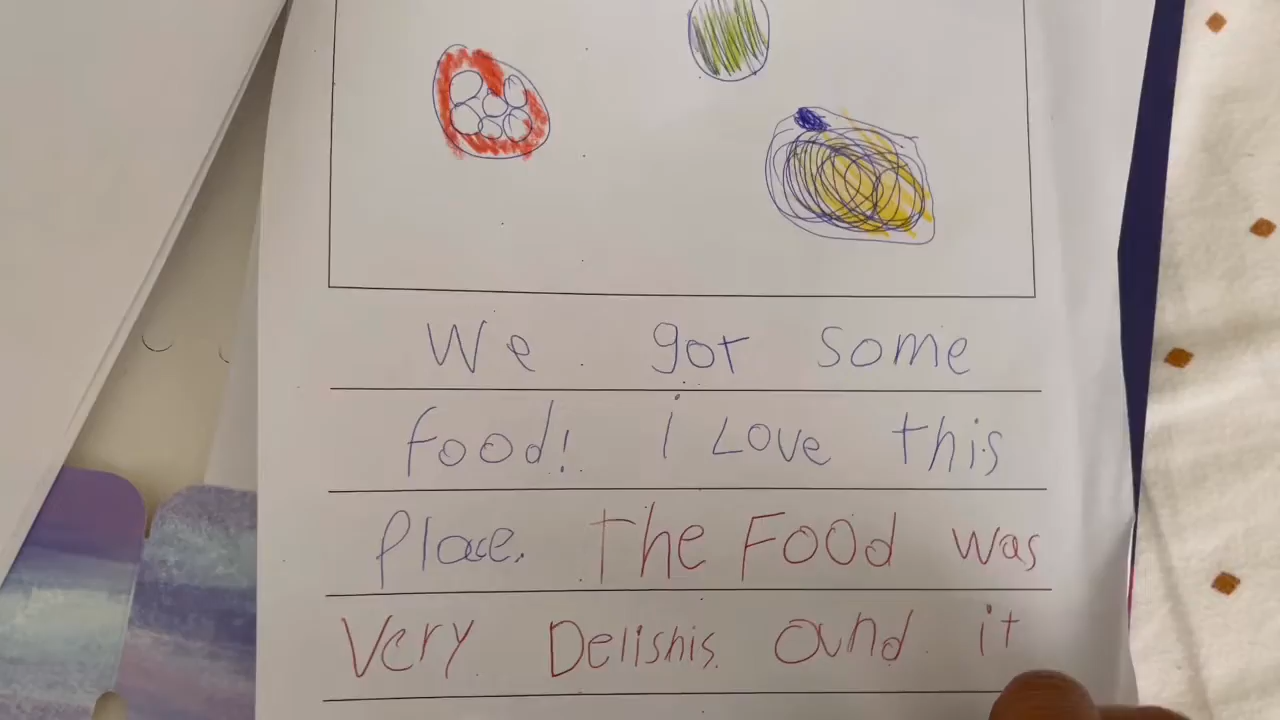 We got some
food! i Love this
Place. The FOOd was
Very Delishis. ound it